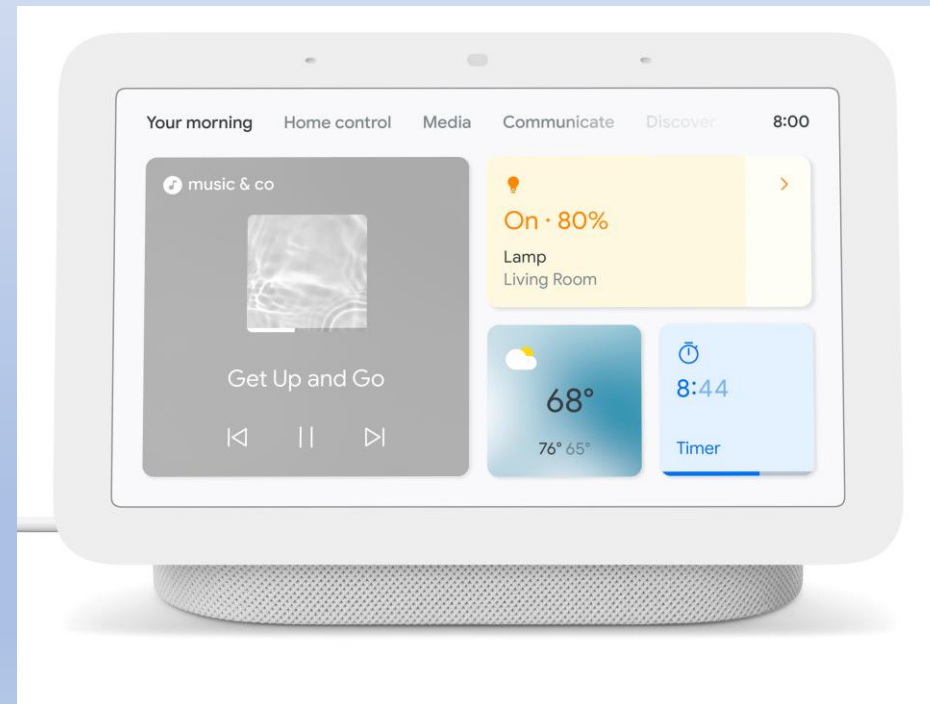 Your morning Home control Media Communicate Discover 8:00
music & co
Get Up and Go
On · 80%
Lamp
Living Room
68°
76° 65°
8:44
Timer